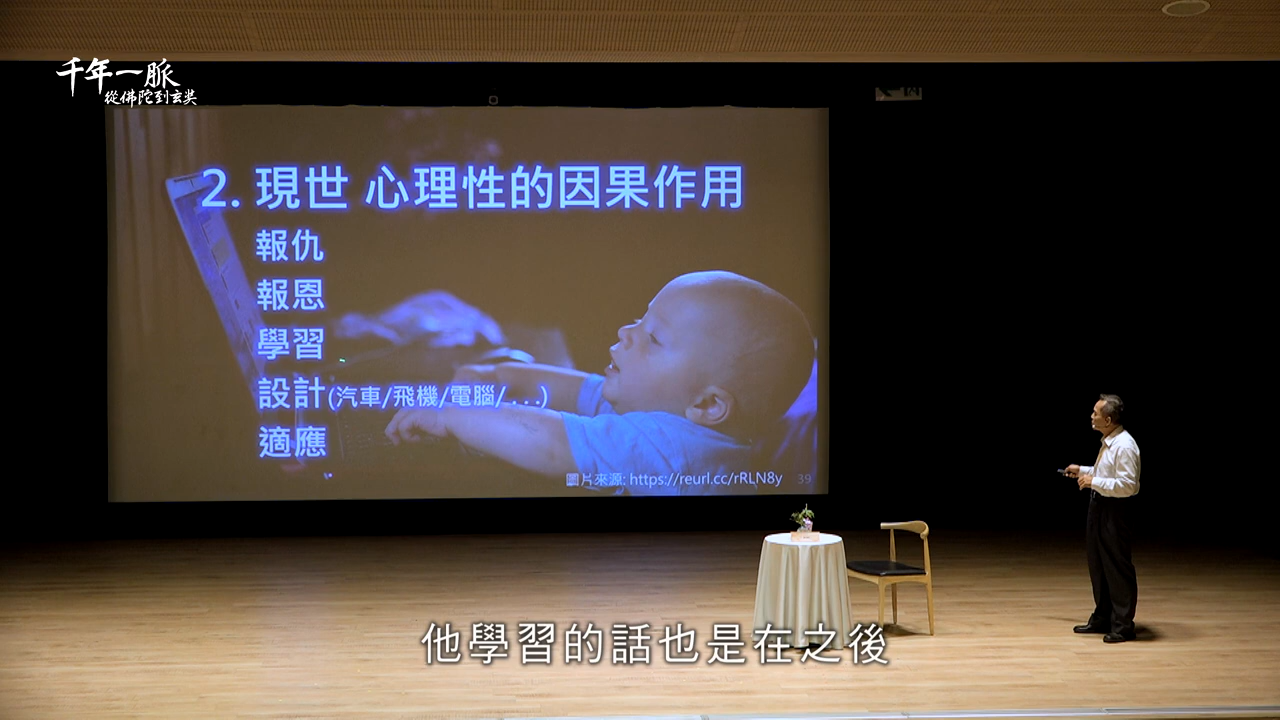 千年一脈
從佛陀到玄奘
2. 現世 心理性的因果作用
報仇
報恩
學習
設計(汽車/飛機/電腦/...)
適應
圖片來源: https://reurl.cc/rRLN8y
39
他學習的話也是在之後